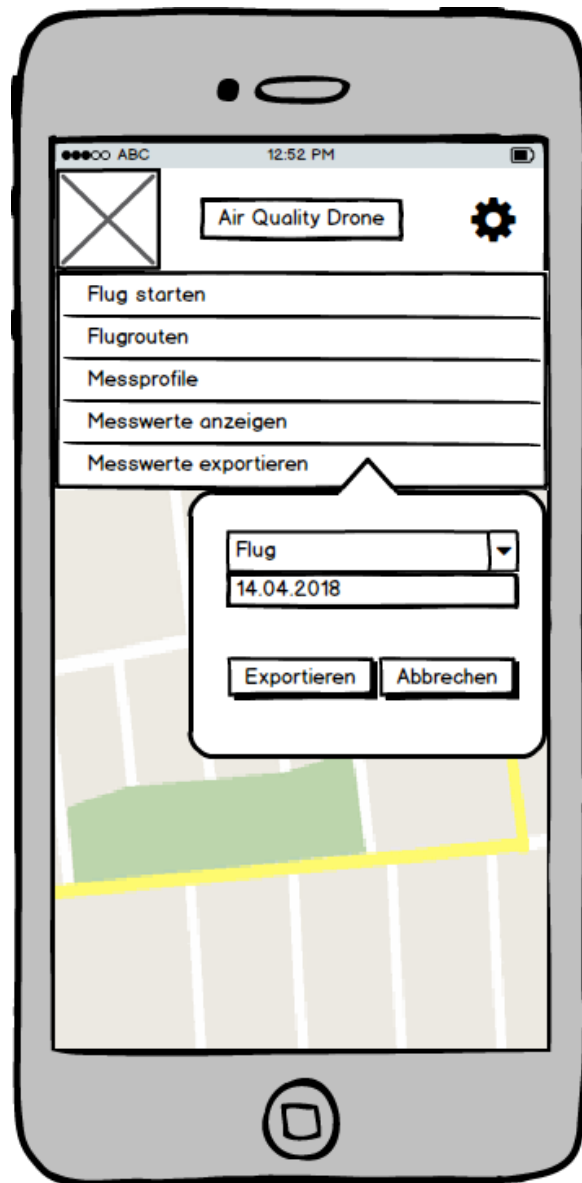 ABC 12:52 PM
Air Quality Drone
Flug starten
Flugrouten
Messprofile
Messwerte anzeigen
Messwerte exportieren
Flug
14.04.2018
Exportieren Abbrechen